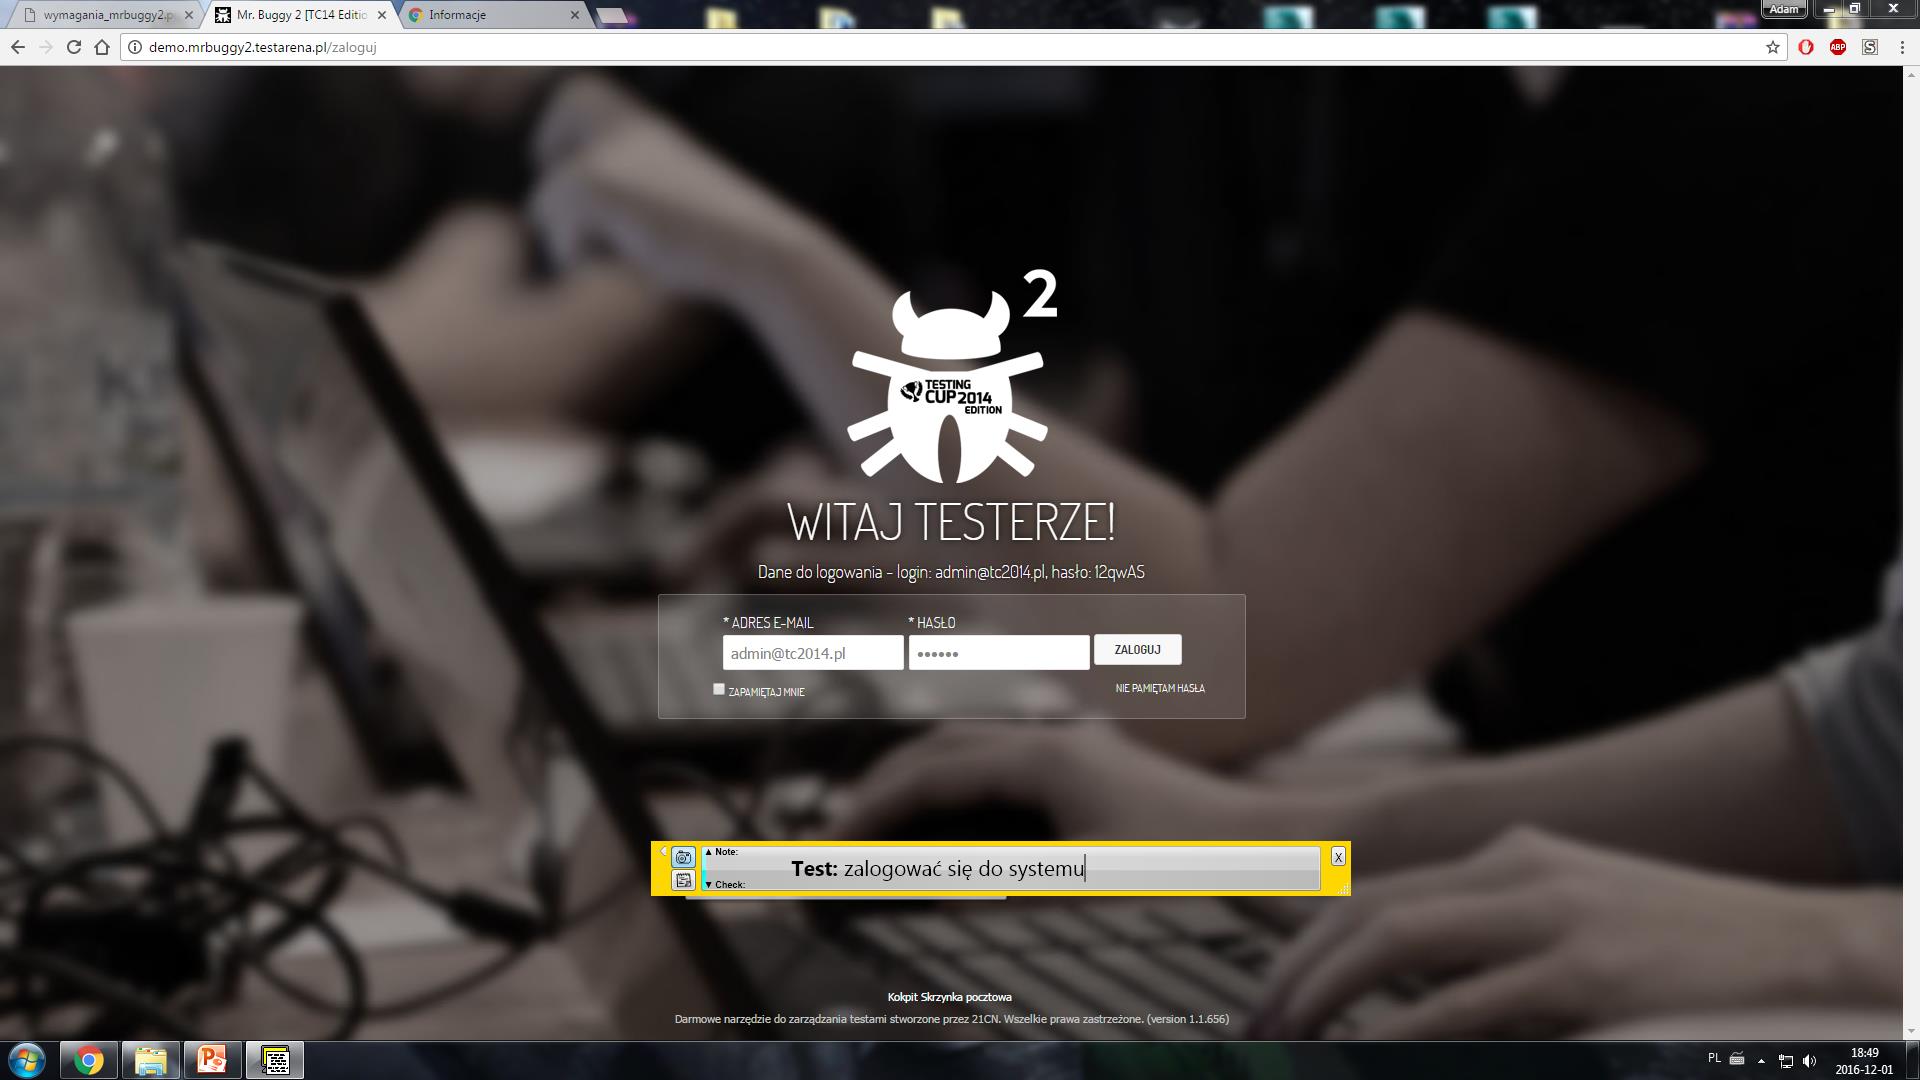 wymagania_mrbuggy2.p
Mr. Buggy 2 [TC14 Editio
Informacje
Adam
demo.mrbuggy2.testarena.pl/zaloguj
ABP
S
2
TESTING
CUP 2014
EDITION
WITAJ TESTERZE!
Dane do logowania - login: admin@tc2014.pl, hasło: 12qwAS
* ADRES E-MAIL
* HASŁO
admin@tc2014.pl
••••••
ZALOGUJ
ZAPAMIĘTAJ MNIE
NIE PAMIĘTAM HASŁA
▲ Note:
Test: zalogować się do systemu
▼ Check:
X
Kokpit Skrzynka pocztowa
Darmowe narzędzie do zarządzania testami stworzone przez 21CN. Wszelkie prawa zastrzeżone. (version 1.1.656)
PL
18:49
2016-12-01